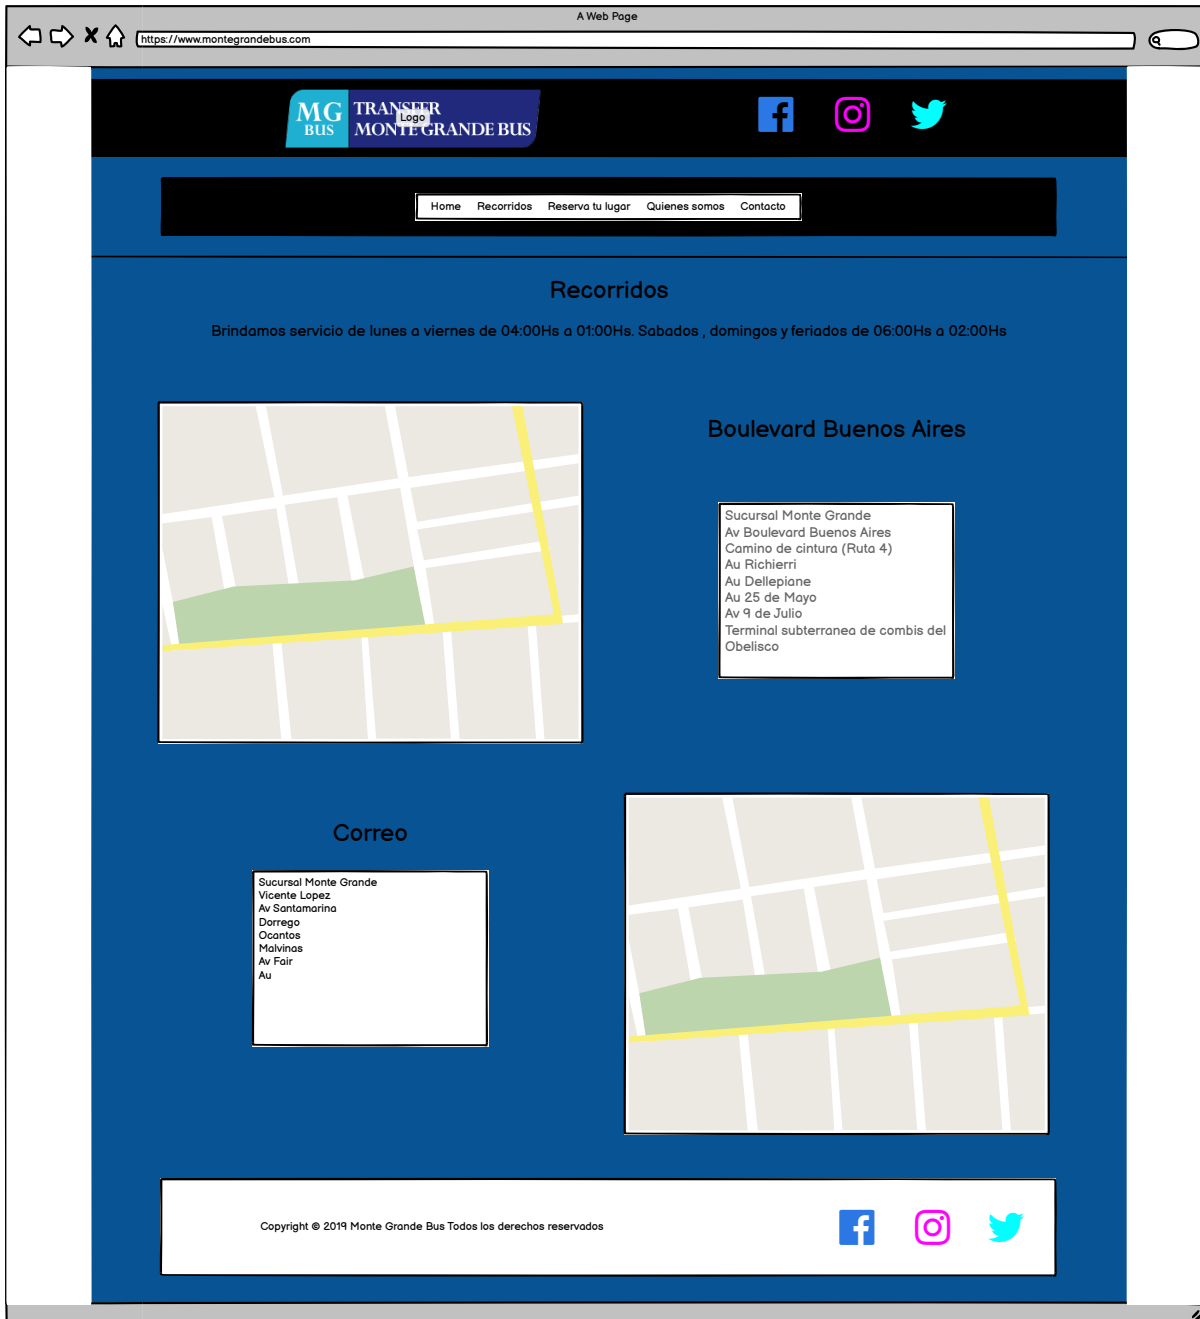 A Web Page
https://www.montegrandebus.com
MG
BUS
TRANSFER
MONTE GRANDE BUS
Logo
Home Recorridos Reserva tu lugar Quienes somos Contacto
Recorridos
Brindamos servicio de lunes a viernes de 04:00Hs a 01:00Hs. Sabados , domingos y feriados de 06:00Hs a 02:00Hs
Boulevard Buenos Aires
Sucursal Monte Grande
Av Boulevard Buenos Aires
Camino de cintura (Ruta 4)
Au Richierri
Au Dellepiane
Au 25 de Mayo
Av 9 de Julio
Terminal subterranea de combis del
Obelisco
Correo
Sucursal Monte Grande
Vicente Lopez
Av Santamarina
Dorrego
Ocantos
Malvinas
Av Fair
Au
Copyright © 2019 Monte Grande Bus Todos los derechos reservados